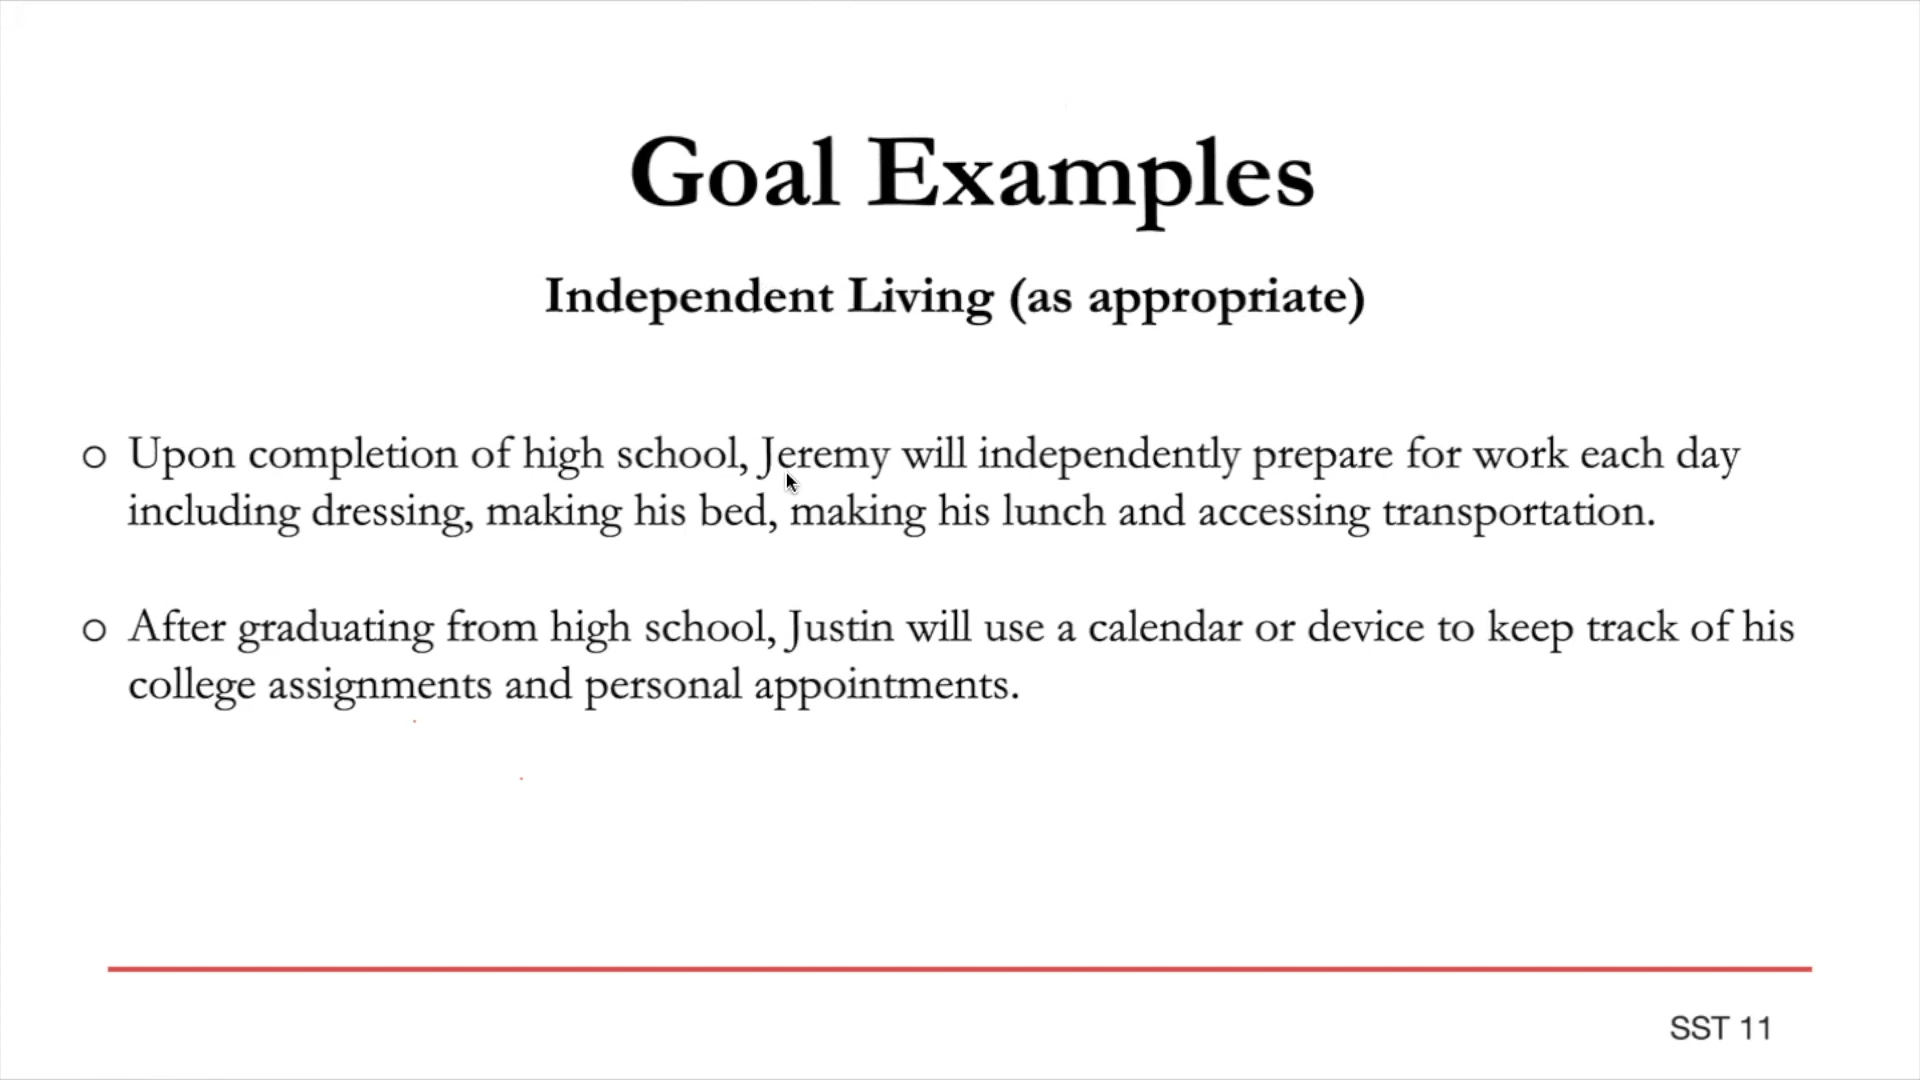 Goal Examples
Independent Living (as appropriate)
○ Upon completion of high school, Jeremy will independently prepare for work each day
including dressing, making his bed, making his lunch and accessing transportation.
○ After graduating from high school, Justin will use a calendar or device to keep track of his
college assignments and personal appointments.
SST 11